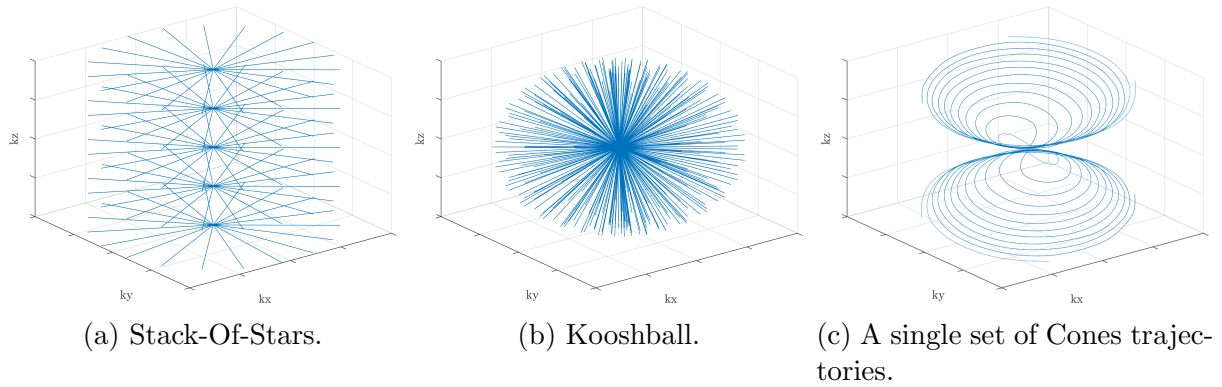 kz
ky
kx
kz
ky
kx
kz
ky
kx
(a) Stack-Of-Stars.
(b) Kooshball.
(c) A single set of Cones trajec-
tories.